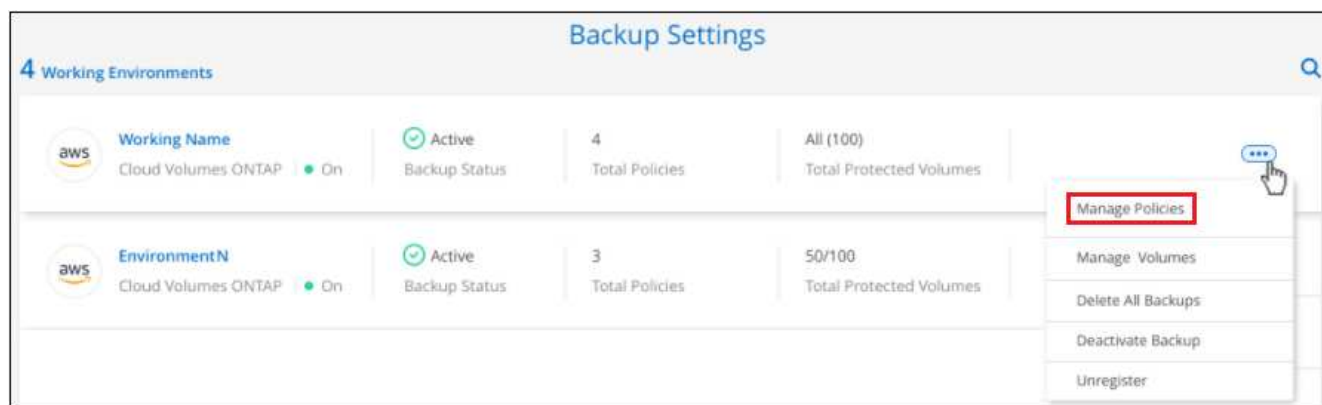 Backup Settings
4 Working Environments
aws
Working Name
Cloud Volumes ONTAP
On
Active
Backup Status
4
Total Policies
All (100)
Total Protected Volumes
Manage Policies
Manage Volumes
Delete All Backups
Deactivate Backup
Unregister
aws
EnvironmentN
Cloud Volumes ONTAP
On
Active
Backup Status
3
Total Policies
50/100
Total Protected Volumes